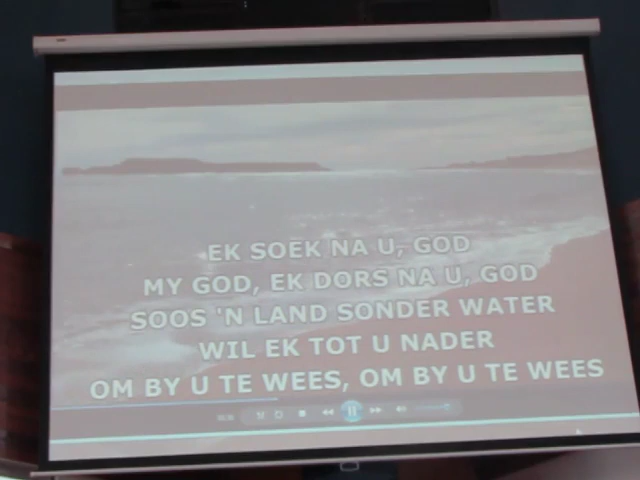 EK SOEK NA U, GOD
MY GOD, EK DORS NA U, GOD
SOOS 'N LAND SONDER WATER
WIL EK TOT U NADER
OM BY U TE WEES, OM BY U TE WEES